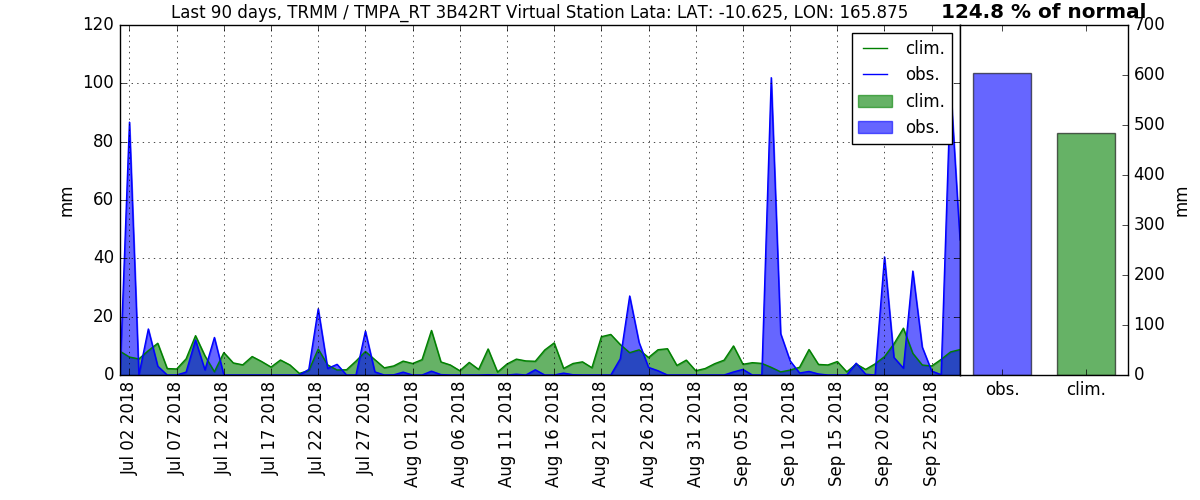 Last 90 days, TRMM / TMPA_RT 3B42RT Virtual Station Lata: LAT: -10.625, LON: 165.875
124.8 % of normal
mm
120
100
80
60
40
20
0
clim.
obs.
clim.
obs.
Jul 02 2018
Jul 07 2018
Jul 12 2018
Jul 17 2018
Jul 22 2018
Jul 27 2018
Aug 01 2018
Aug 06 2018
Aug 11 2018
Aug 16 2018
Aug 21 2018
Aug 26 2018
Aug 31 2018
Sep 05 2018
Sep 10 2018
Sep 15 2018
Sep 20 2018
Sep 25 2018
obs.
clim.
700
600
500
400
300
200
100
0
mm